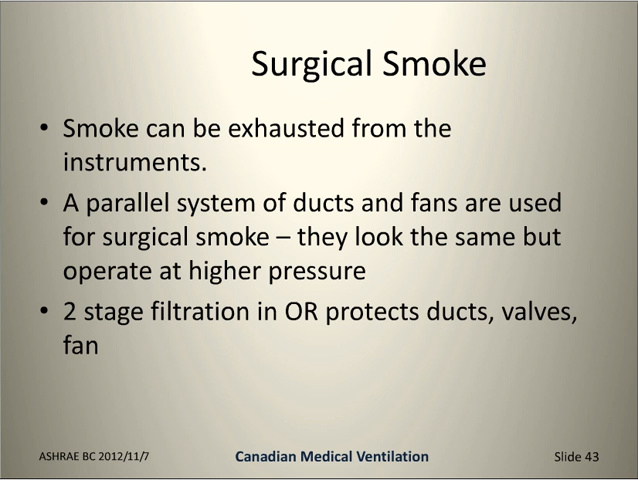 Surgical Smoke
• Smoke can be exhausted from the
instruments.
• A parallel system of ducts and fans are used
for surgical smoke – they look the same but
operate at higher pressure
• 2 stage filtration in OR protects ducts, valves,
fan
ASHRAE BC 2012/11/7
Canadian Medical Ventilation
Slide 43